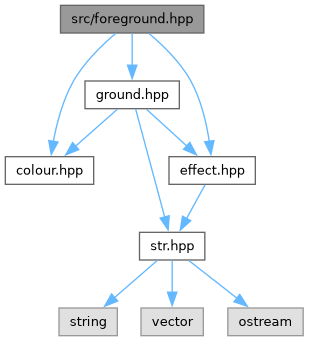 src/foreground.hpp
ground.hpp
colour.hpp
effect.hpp
str.hpp
string
vector
ostream